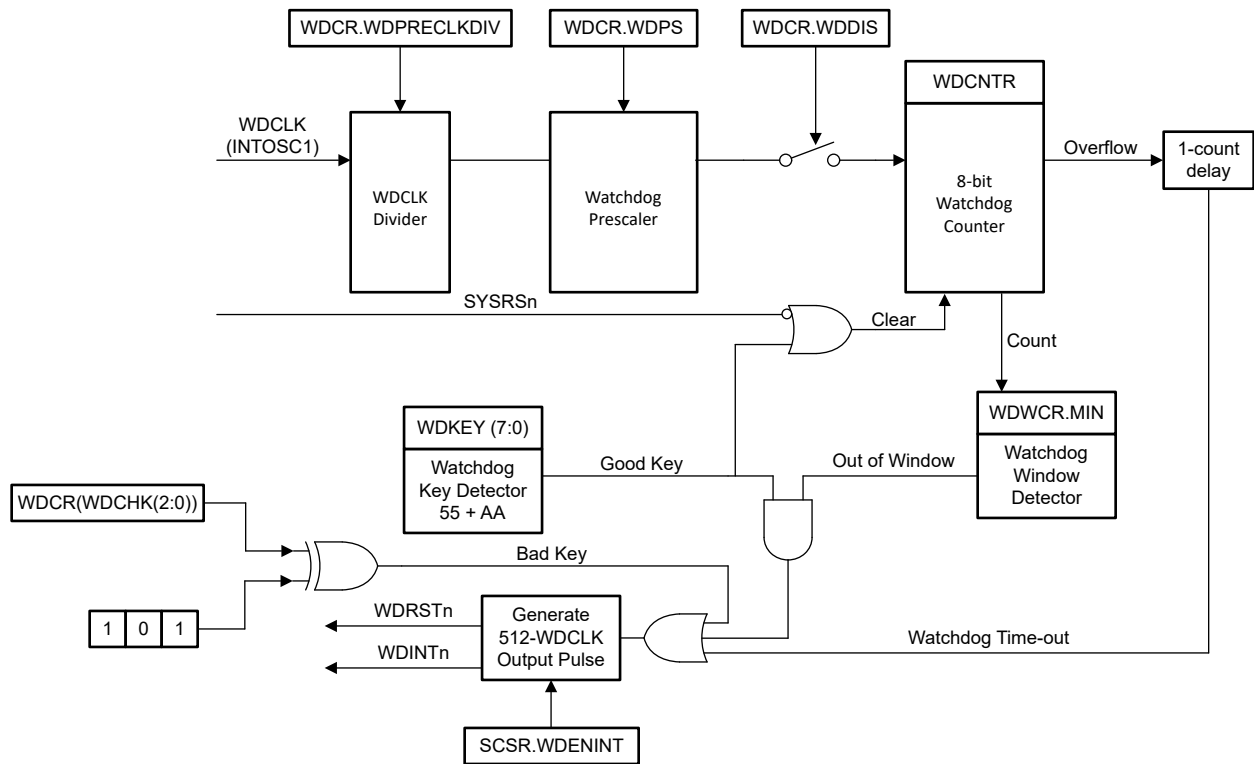 WDCR.WDPRECLKDIV
WDCR.WDPS
WDCR.WDDIS
WDCNTR
WDCLK
(INTOSC1)
WDCLK
Divider
Watchdog
Prescaler
8-bit
Watchdog
Counter
Overflow
1-count
delay
SYSRSn
Clear
Count
WDKEY (7:0)
Watchdog
Key Detector
55 + AA
Good Key
Out of Window
WDWCR.MIN
Watchdog
Window
Detector
WDCR(WDCHK(2:0))
Bad Key
1 0 1
WDRSTn
WDINTn
Generate
512-WDCLK
Output Pulse
Watchdog Time-out
SCSR.WDENINT